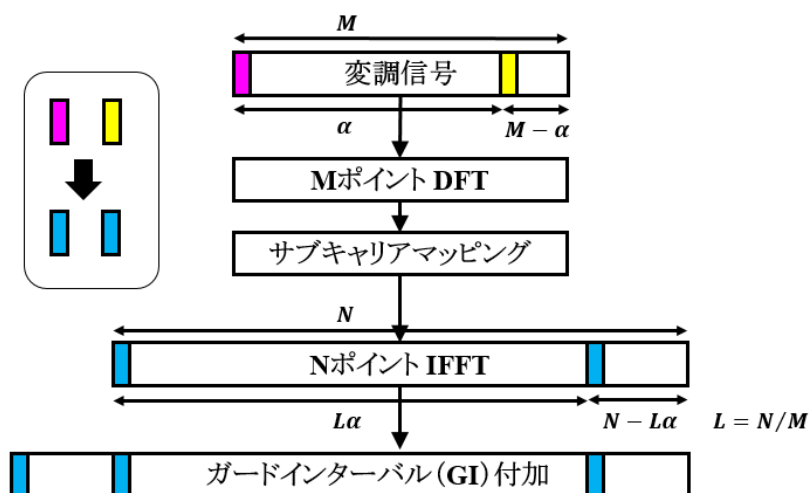 M
変調信号
α
M − α
Mポイント DFT
サブキャリアマッピング
N
Nポイント IFFT
Lα
N − Lα
L = N/M
ガードインターバル（GI）付加